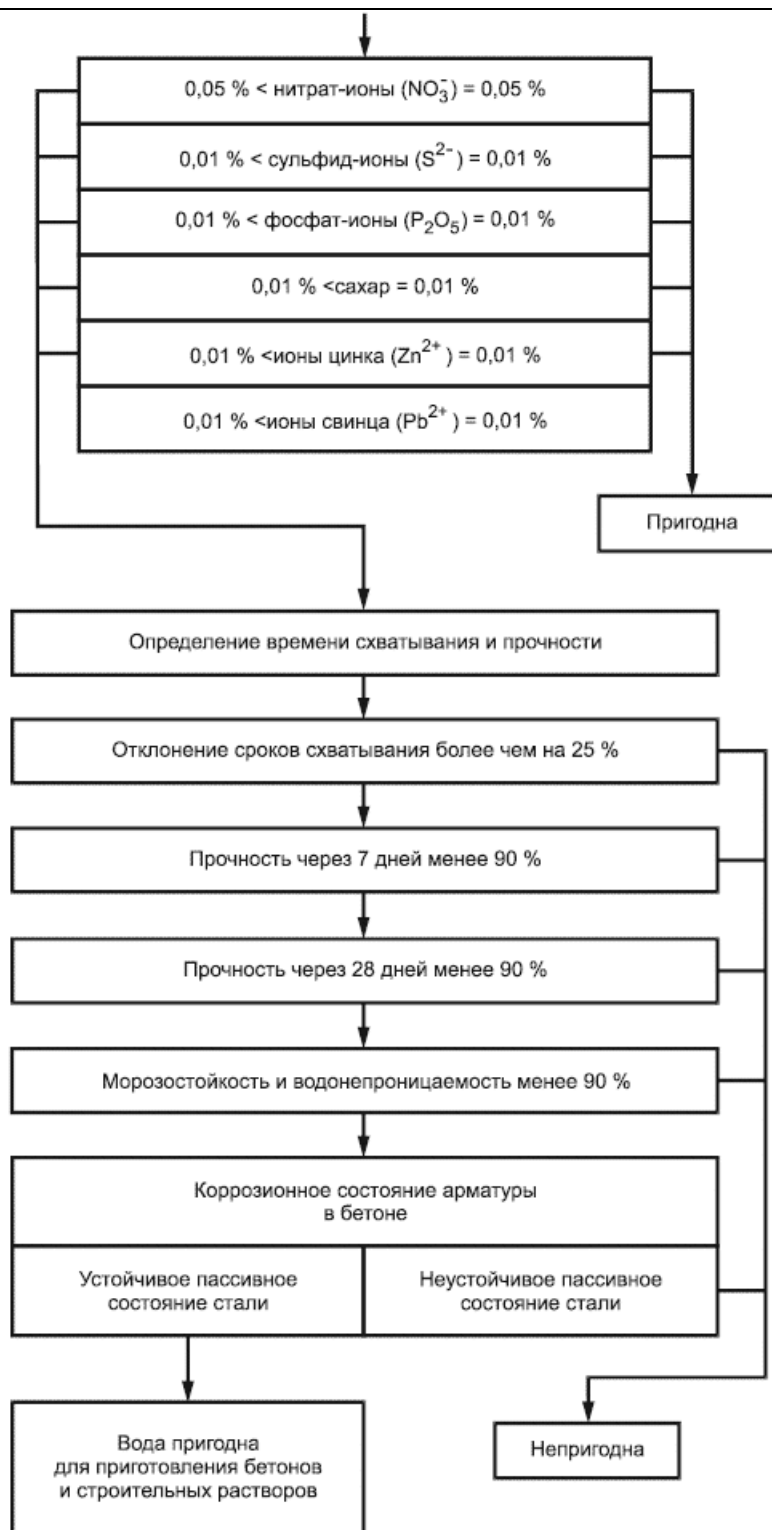 0,05 % < нитрат-ионы (NO₃⁻) = 0,05 %
0,01 % < сульфид-ионы (S²⁻) = 0,01 %
0,01 % < фосфат-ионы (P₂O₅) = 0,01 %
0,01 % <сахар = 0,01 %
0,01 % <ионы цинка (Zn²⁺) = 0,01 %
0,01 % <ионы свинца (Pb²⁺) = 0,01 %
Пригодна
Определение времени схватывания и прочности
Отклонение сроков схватывания более чем на 25 %
Прочность через 7 дней менее 90 %
Прочность через 28 дней менее 90 %
Морозостойкость и водонепроницаемость менее 90 %
Коррозионное состояние арматуры
в бетоне
Устойчивое пассивное
состояние стали
Неустойчивое пассивное
состояние стали
Вода пригодна
для приготовления бетонов
и строительных растворов
Непригодна